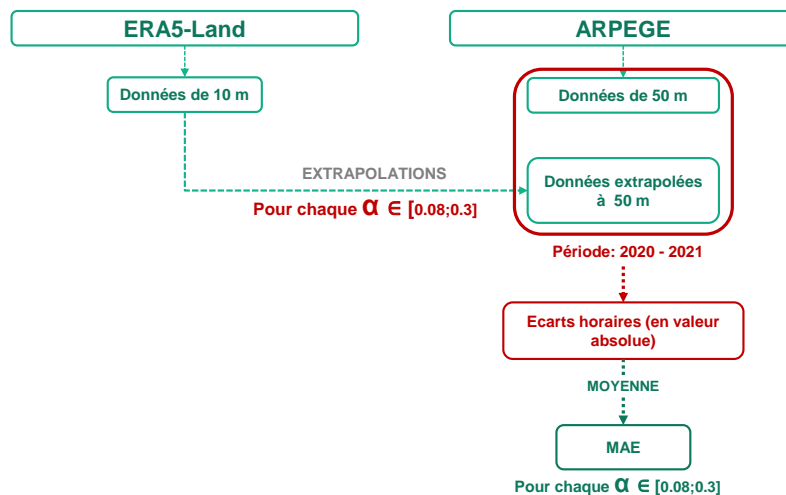 ERA5-Land
ARPEGE
Données de 10 m
Données de 50 m
EXTRAPOLATIONS
Pour chaque α ∈ [0.08;0.3]
Données extrapolées
à 50 m
Période: 2020 - 2021
Ecarts horaires (en valeur
absolue)
MOYENNE
MAE
Pour chaque α ∈ [0.08;0.3]